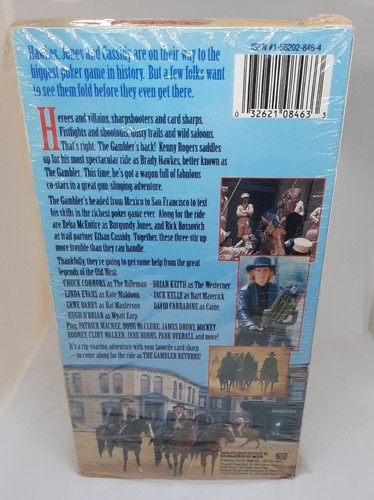 Hawkes, Jones and Cassidy are on their way to the
biggest poker game in history. But a few folks want
to see them fold before they even get there.
ISBN #1-56202-846-4
0 32621 08463 3
Heroes and villains, sharpshooters and card sharps.
Fistfights and shootouts, dusty trails and wild saloons.
That's right: The Gambler's back! Kenny Rogers saddles
up for his most spectacular ride as Brady Hawkes, better known as
The Gambler. This time, he's got a wagon full of fabulous
co-stars in a great gun-slinging adventure.
The Gambler's headed from Mexico to San Francisco to test
his skills in the richest poker game ever. Along for the ride
are Reba McEntire as Burgundy Jones, and Rick Rossovich
as trail partner Ethan Cassidy. Together, these three stir up
more trouble than they can handle.
Thankfully they're going to get some help from the great
legends of the Old West.
CHUCK CONNORS as The Rifleman
BRIAN KEITH as The Westerner
LINDA EVANS as Kate Muldoon
JACK KELLY as Bart Maverick
GENE BARRY as Bat Masterson
DAVID CARRADINE as Caine
HUGH O'BRIAN as Wyatt Earp
Plus PATRICK MACNEE, DOUG McCLURE, JAMES DRURY, MICKEY
ROONEY, CLINT WALKER, JERE BURNS, PARK OVERALL and more!
It's a rip-roaring adventure with your favorite card sharp
—so come along for the ride as THE GAMBLER RETURNS!